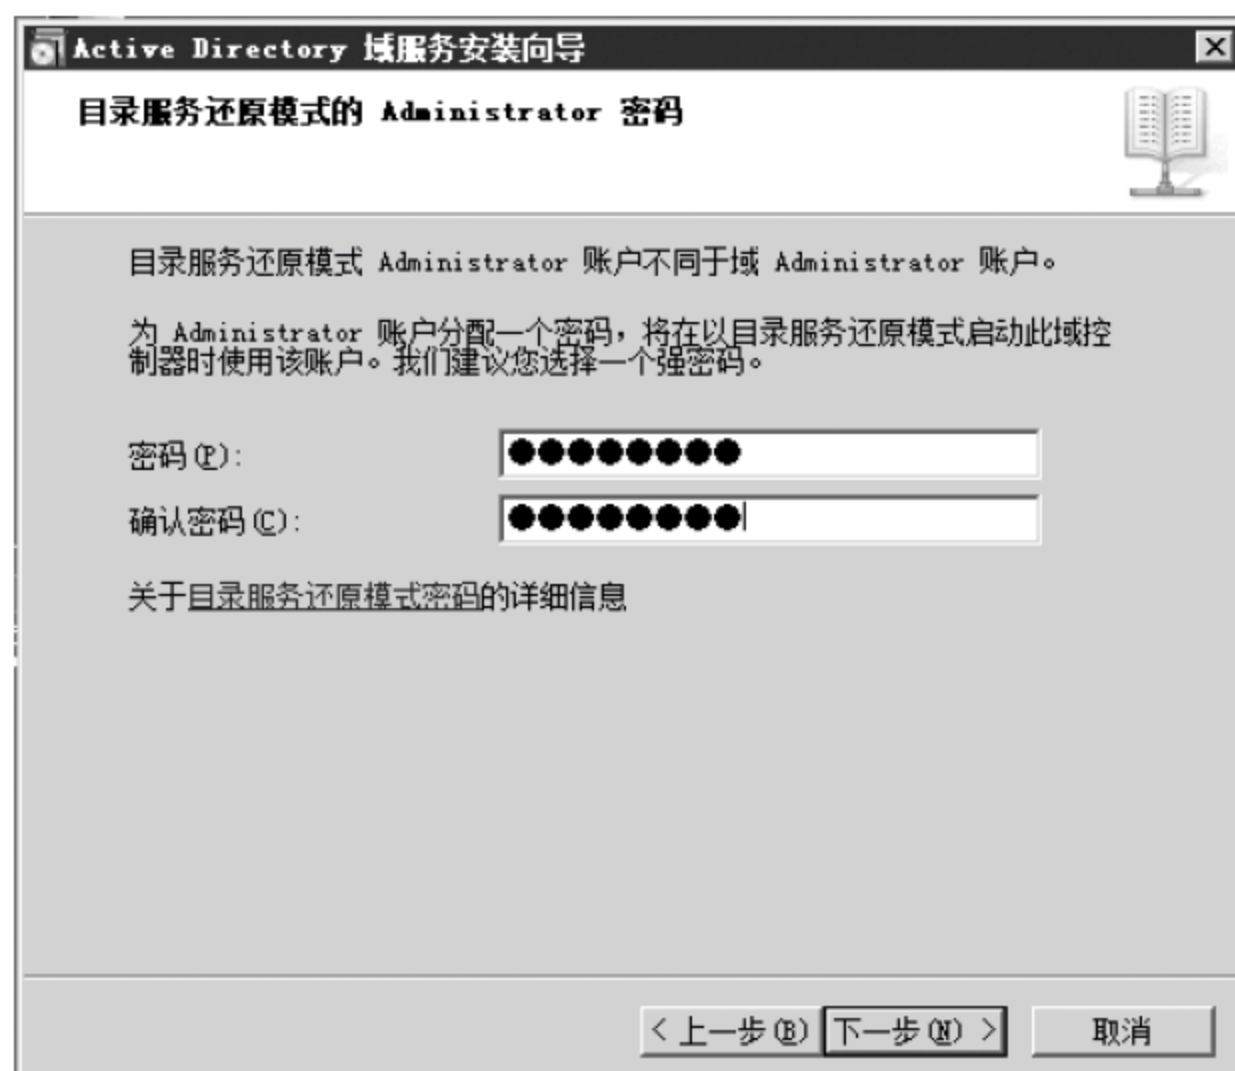 Active Directory 域服务安装向导
目录服务还原模式的 Administrator 密码
目录服务还原模式 Administrator 账户不同于域 Administrator 账户。
为 Administrator 账户分配一个密码，将在以目录服务还原模式启动此域控
制器时使用该账户。我们建议您选择一个强密码。
密码(P):
确认密码(C):
关于目录服务还原模式密码的详细信息
< 上一步(B) 下一步(N) > 取消